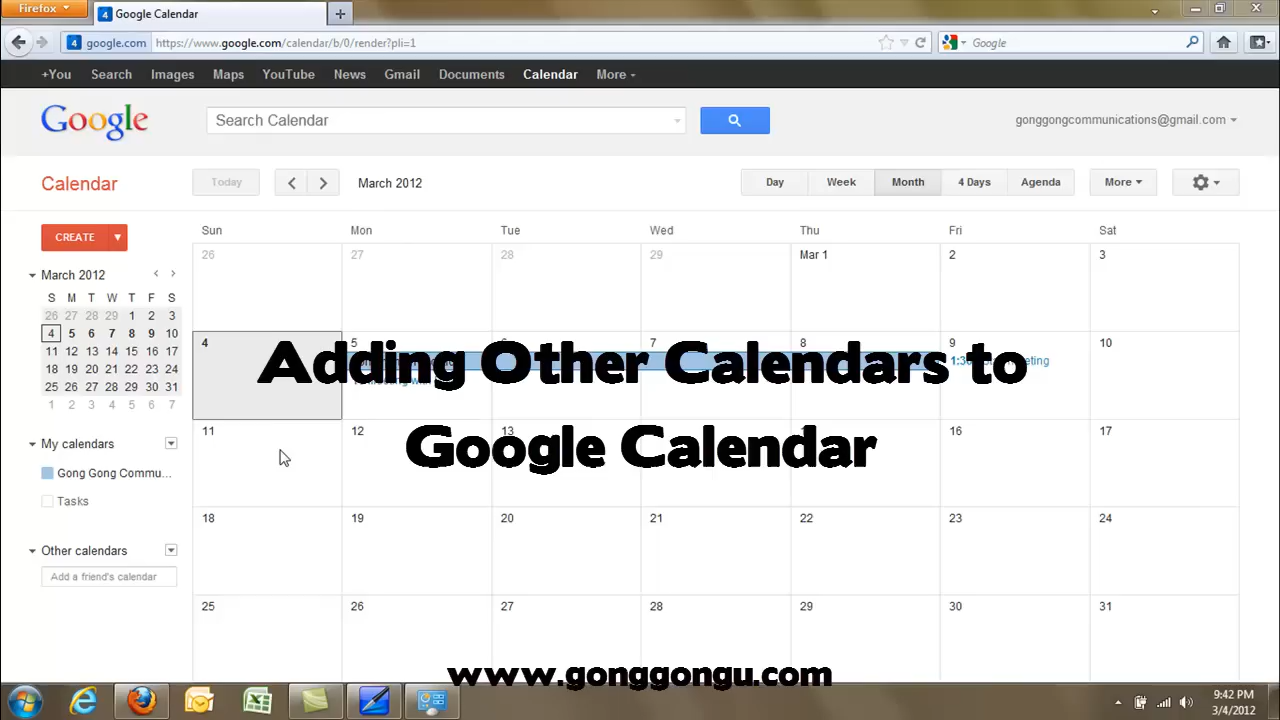 Firefox
Google Calendar
google.com https://www.google.com/calendar/b/0/render?pli=1
Google
+You Search Images Maps YouTube News Gmail Documents Calendar More
Google
Search Calendar
gonggongcommunications@gmail.com
Calendar
Today
March 2012
Day Week Month 4 Days Agenda More
CREATE
Sun Mon Tue Wed Thu Fri Sat
March 2012
S M T W T F S
26 27 28 29 1 2 3
4 5 6 7 8 9 10
11 12 13 14 15 16 17
18 19 20 21 22 23 24
25 26 27 28 29 30 31
1 2 3 4 5 6 7
My calendars
Gong Gong Commu...
Tasks
Other calendars
Add a friend's calendar
26 27 28 29 Mar 1 2 3
4 5 7 8 9 10
Adding Other Calendars to
Google Calendar
11 12 13 16 17
18 19 20 21 22 23 24
25 26 27 28 29 30 31
www.gonggongu.com
9:42 PM
3/4/2012